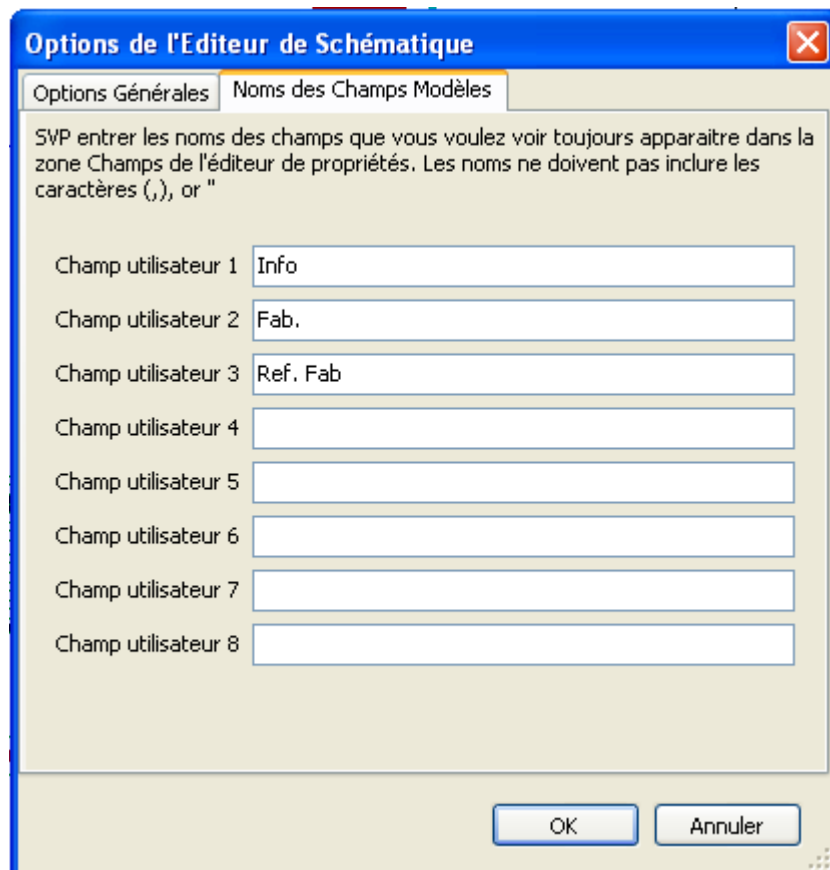 Options de l'Editeur de Schématique
Options Générales
Noms des Champs Modèles
SVP entrer les noms des champs que vous voulez voir toujours apparaitre dans la
zone Champs de l'éditeur de propriétés. Les noms ne doivent pas inclure les
caractères (,), or "
Champ utilisateur 1 Info
Champ utilisateur 2 Fab.
Champ utilisateur 3 Ref. Fab
Champ utilisateur 4
Champ utilisateur 5
Champ utilisateur 6
Champ utilisateur 7
Champ utilisateur 8
OK Annuler